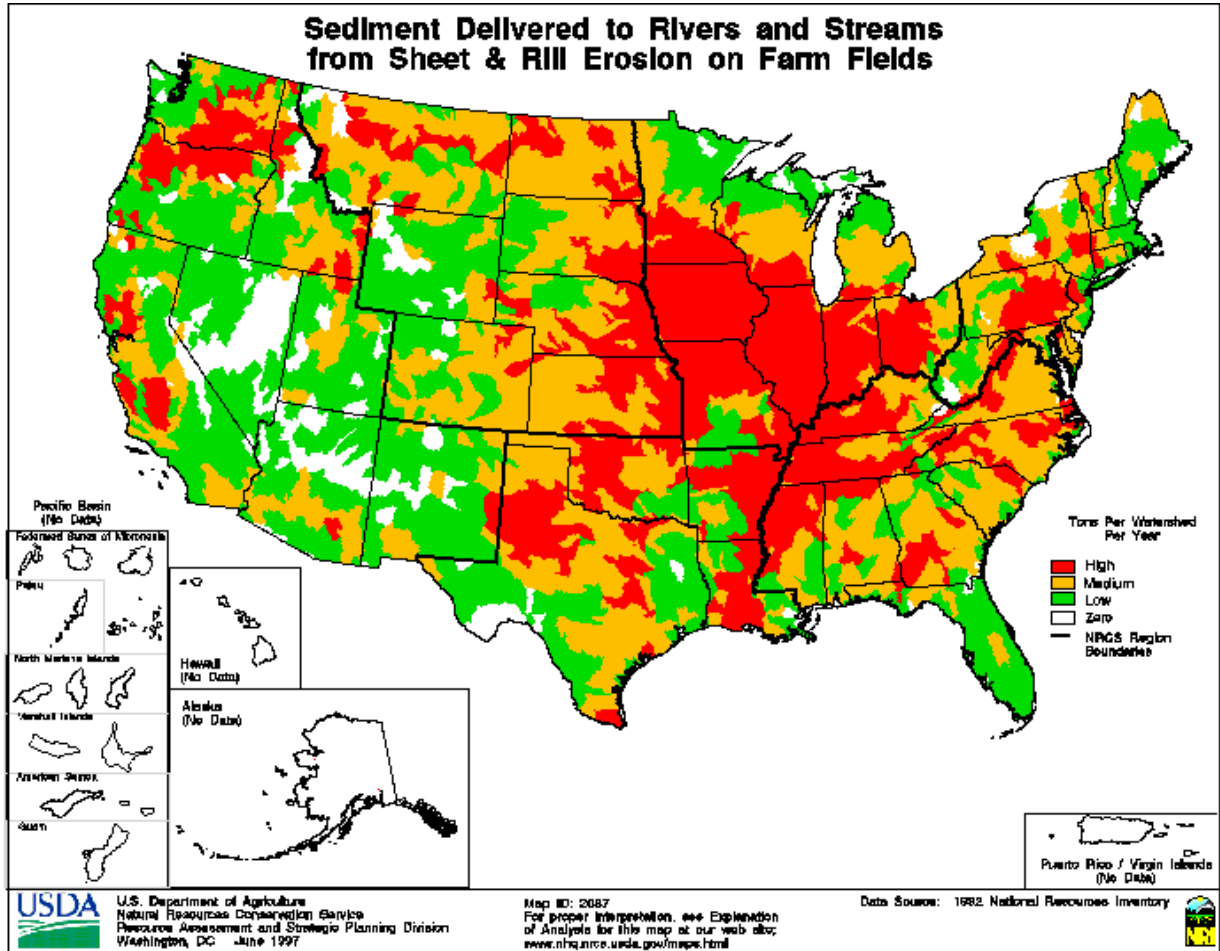 Sediment Delivered to Rivers and Streams
from Sheet & Rill Erosion on Farm Fields
Pacific Basin
(No Data)
Federated States of Micronesia
Palau
North Mariana Islands
Marshall Islands
American Samoa
Guam
Hawaii
(No Data)
Alaska
(No Data)
Tons Per Watershed
Per Year
High
Medium
Low
Zero
NRCS Region
Boundaries
Puerto Rico / Virgin Islands
(No Data)
USDA
U.S. Department of Agriculture
Natural Resources Conservation Service
Resource Assessment and Strategic Planning Division
Washington, DC June 1997
Map ID: 2087
For proper interpretation, see Explanation
of Analysis for this map at our web site:
www.nhq.nrcs.usda.gov/maps.html
Data Source: 1992 National Resources Inventory